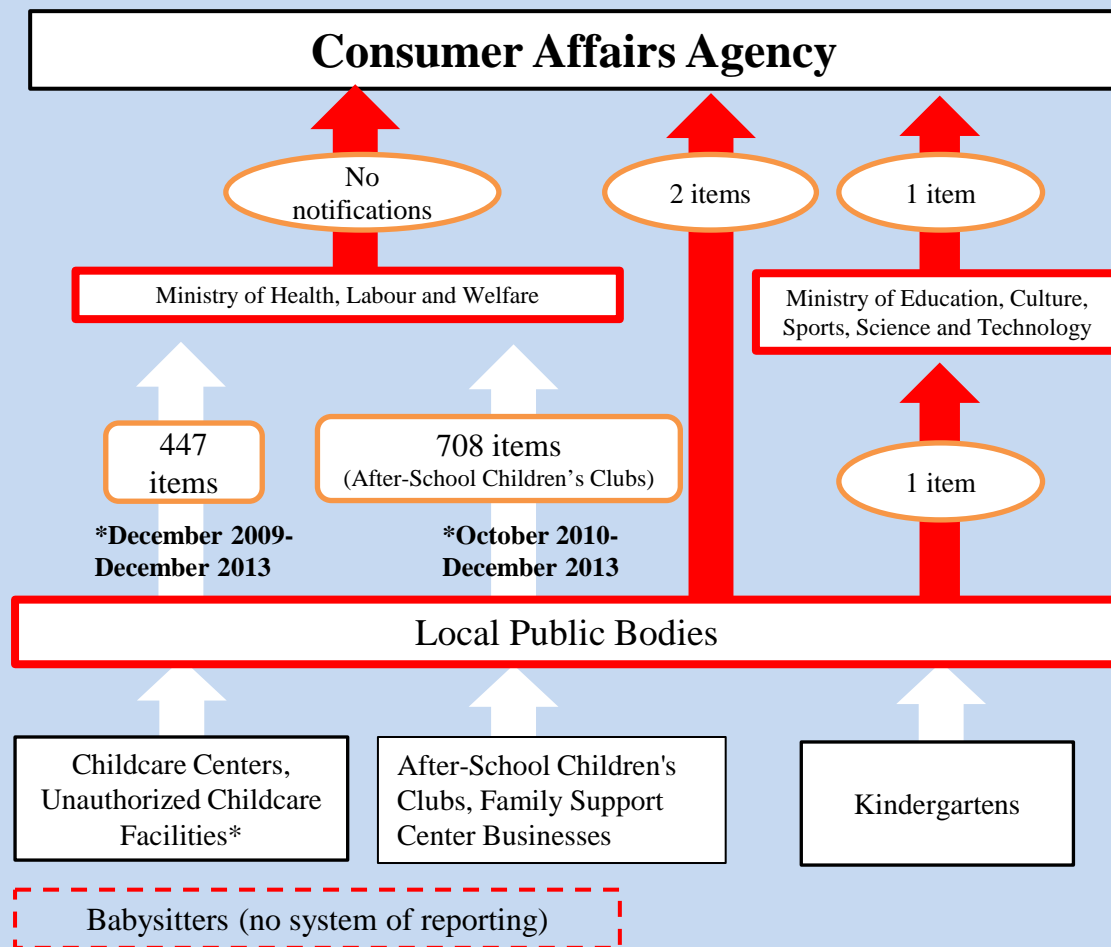 Consumer Affairs Agency
No
notifications
2 items
1 item
Ministry of Health, Labour and Welfare
Ministry of Education, Culture,
Sports, Science and Technology
447
items
708 items
(After-School Children’s Clubs)
1 item
*December 2009-
December 2013
*October 2010-
December 2013
Local Public Bodies
Childcare Centers,
Unauthorized Childcare
Facilities*
After-School Children's
Clubs, Family Support
Center Businesses
Kindergartens
Babysitters (no system of reporting)